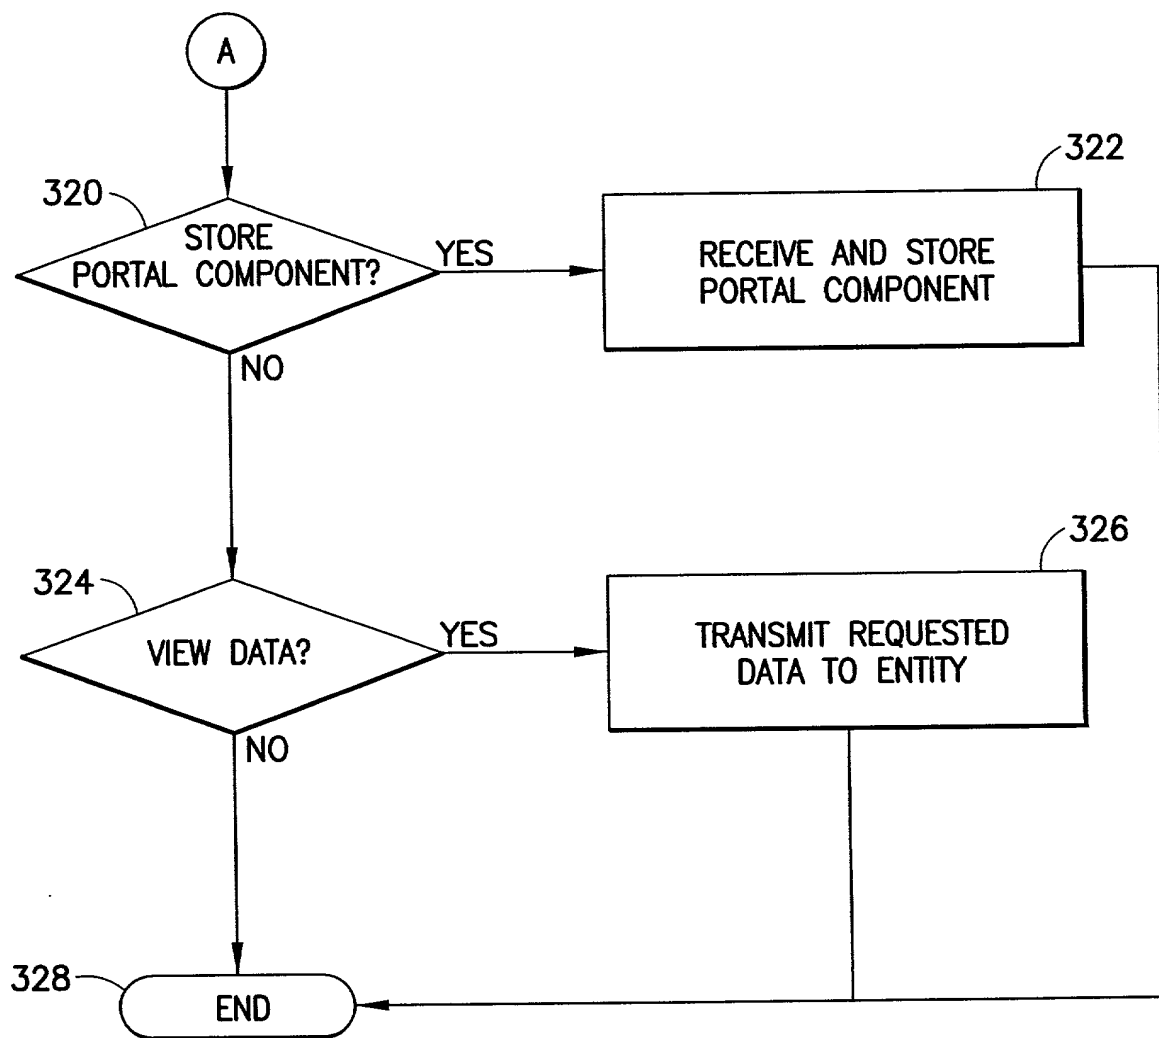 A
320
STORE
PORTAL COMPONENT?
YES
322
RECEIVE AND STORE
PORTAL COMPONENT
NO
324
VIEW DATA?
YES
326
TRANSMIT REQUESTED
DATA TO ENTITY
NO
328
END